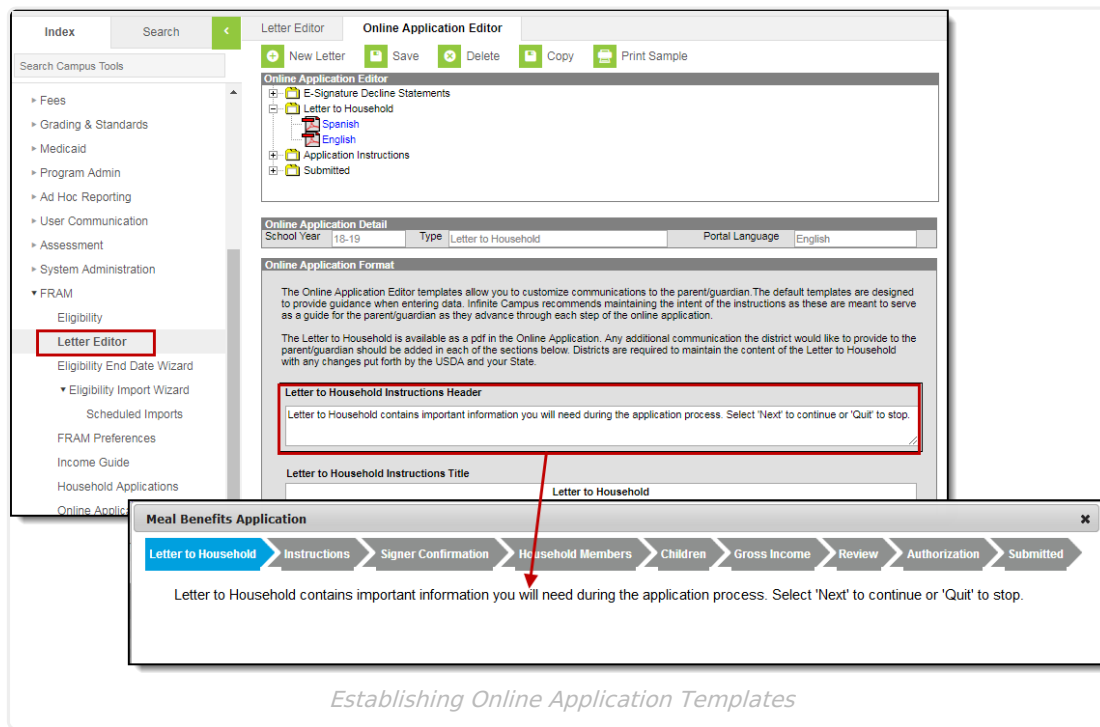 Index
Search
Search Campus Tools
Fees
Grading & Standards
Medicaid
Program Admin
Ad Hoc Reporting
User Communication
Assessment
System Administration
FRAM
Eligibility
Letter Editor
Eligibility End Date Wizard
Eligibility Import Wizard
Scheduled Imports
FRAM Preferences
Income Guide
Household Applications
Letter Editor
Online Application Editor
New Letter Save Delete Copy Print Sample
Online Application Editor
E-Signature Decline Statements
Letter to Household
Spanish
English
Application Instructions
Submitted
Online Application Detail
School Year 18-19 Type Letter to Household Portal Language English
Online Application Format
The Online Application Editor templates allow you to customize communications to the parent/guardian.The default templates are designed
to provide guidance when entering data. Infinite Campus recommends maintaining the intent of the instructions as these are meant to serve
as a guide for the parent/guardian as they advance through each step of the online application.
The Letter to Household is available as a pdf in the Online Application. Any additional communication the district would like to provide to the
parent/guardian should be added in each of the sections below. Districts are required to maintain the content of the Letter to Household
with any changes put forth by the USDA and your State.
Letter to Household Instructions Header
Letter to Household contains important information you will need during the application process. Select 'Next' to continue or 'Quit' to stop.
Letter to Household Instructions Title
Letter to Household
Meal Benefits Application
Letter to Household Instructions Signer Confirmation Household Members Children Gross Income Review Authorization Submitted
Letter to Household contains important information you will need during the application process. Select 'Next' to continue or 'Quit' to stop.
Establishing Online Application Templates